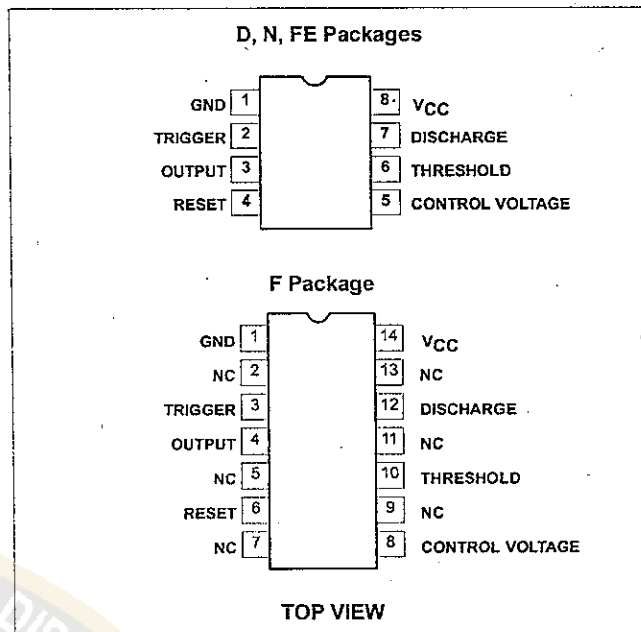 D, N, FE Packages
GND 1 8 VCC
TRIGGER 2 7 DISCHARGE
OUTPUT 3 6 THRESHOLD
RESET 4 5 CONTROL VOLTAGE
F Package
GND 1 14 VCC
NC 2 13 NC
TRIGGER 3 12 DISCHARGE
OUTPUT 4 11 NC
NC 5 10 THRESHOLD
RESET 6 9 NC
NC 7 8 CONTROL VOLTAGE
TOP VIEW